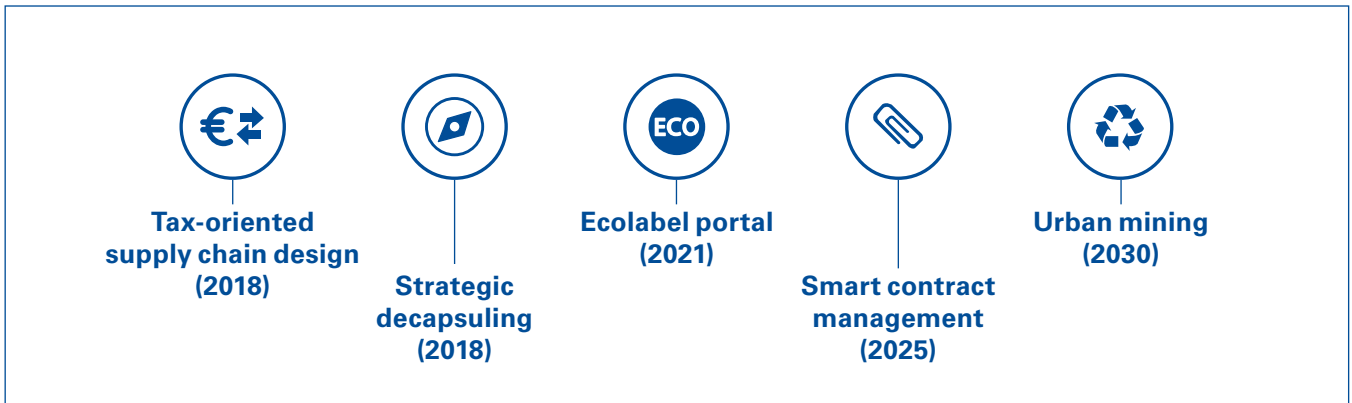 €
ECO
Tax-oriented
supply chain design
(2018)
Strategic
decapsuling
(2018)
Ecolabel portal
(2021)
Smart contract
management
(2025)
Urban mining
(2030)